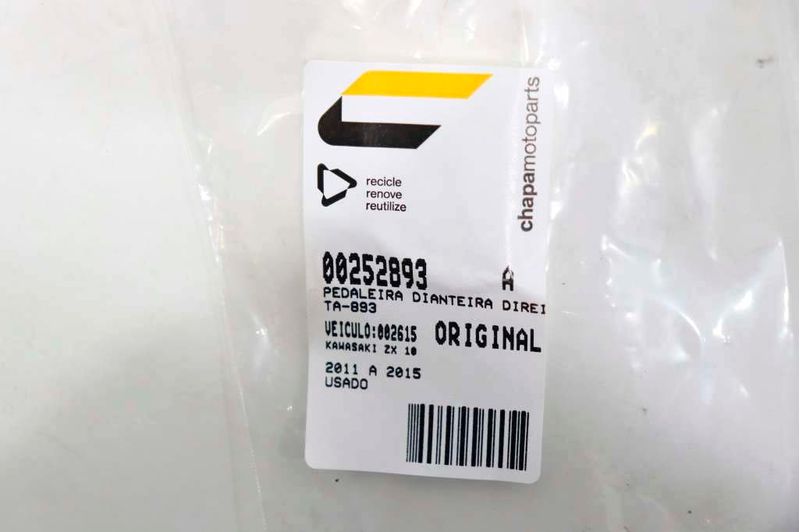 chapamotoparts
recicle
renove
reutilize
00252893 A
PEDALEIRA DIANTEIRA DIREI
TA-893
VEICULO:002615 ORIGINAL
KAWASAKI ZX 10
2011 A 2015
USADO